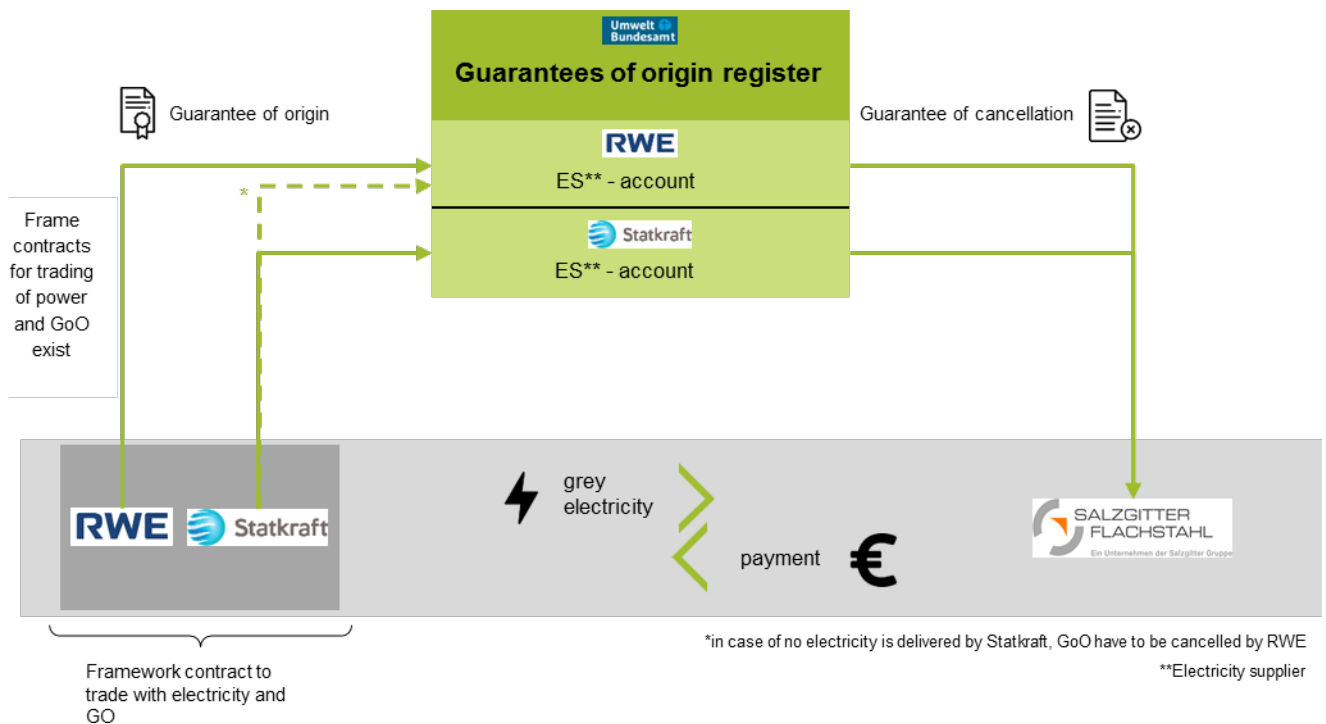 Umwelt
Bundesamt
Guarantees of origin register
Guarantee of origin
Guarantee of cancellation
RWE
ES** - account
*
Statkraft
ES** - account
Frame
contracts
for trading
of power
and GoO
exist
grey
electricity
payment
€
RWE
Statkraft
SALZGITTER
FLACHSTAHL
Ein Unternehmen der Salzgitter Gruppe
*in case of no electricity is delivered by Statkraft, GoO have to be cancelled by RWE
**Electricity supplier
Framework contract to
trade with electricity and
GO